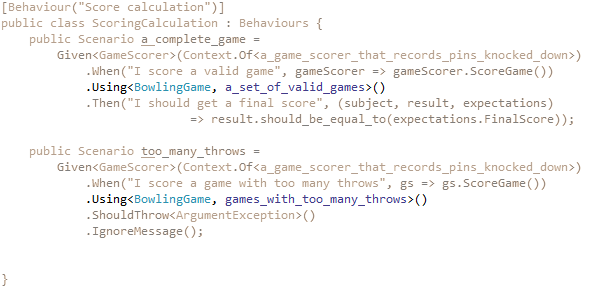 [Behaviour("Score calculation")]
public class ScoringCalculation : Behaviours {
    public Scenario a_complete_game =
        Given<GameScorer>(Context.Of<a_game_scorer_that_records_pins_knocked_down>)
            .When("I score a valid game", gameScorer => gameScorer.ScoreGame())
            .Using<BowlingGame, a_set_of_valid_games>()
            .Then("I should get a final score", (subject, result, expectations)
                            => result.should_be_equal_to(expectations.FinalScore));
    public Scenario too_many_throws =
        Given<GameScorer>(Context.Of<a_game_scorer_that_records_pins_knocked_down>)
            .When("I score a game with too many throws", gs => gs.ScoreGame())
            .Using<BowlingGame, games_with_too_many_throws>()
            .ShouldThrow<ArgumentException>()
            .IgnoreMessage();
}